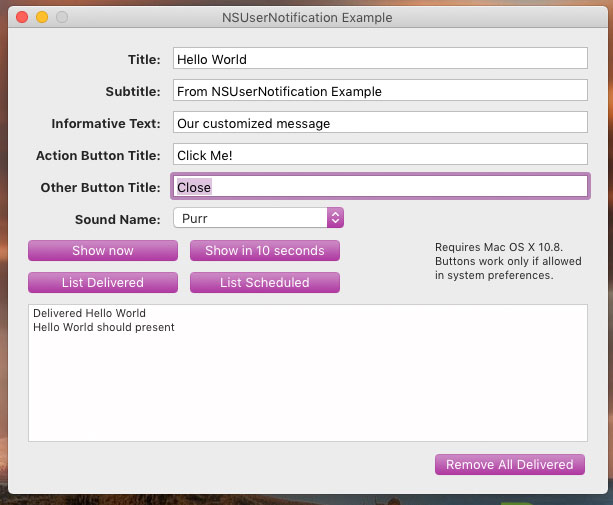 NSUserNotification Example
Title: Hello World
Subtitle: From NSUserNotification Example
Informative Text: Our customized message
Action Button Title: Click Me!
Other Button Title: Close
Sound Name: Purr
Show now Show in 10 seconds
List Delivered List Scheduled
Requires Mac OS X 10.8.
Buttons work only if allowed
in system preferences.
Delivered Hello World
Hello World should present
Remove All Delivered